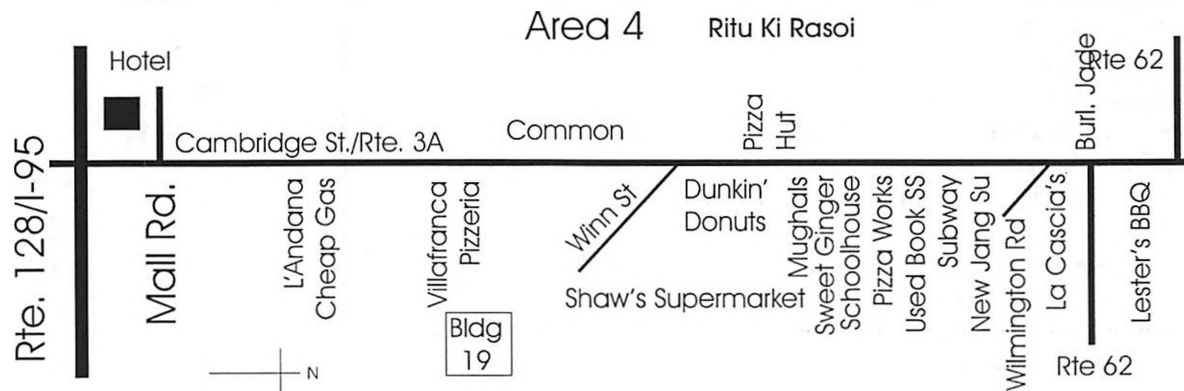 Area 4
Ritu Ki Rasoi
Hotel
Rte 62
Burl. Jade
Pizza
Hut
Common
Cambridge St./Rte. 3A
Rte. 128/I-95
Mall Rd.
L'Andana
Cheap Gas
Villafranca
Pizzeria
Bldg
19
Winn St
Dunkin'
Donuts
Shaw's Supermarket
Mughals
Sweet Ginger
Schoolhouse
Pizza Works
Used Book SS
Subway
New Jang Su
Wilmington Rd
La Cascia's
Rte 62
Lester's BBQ
N